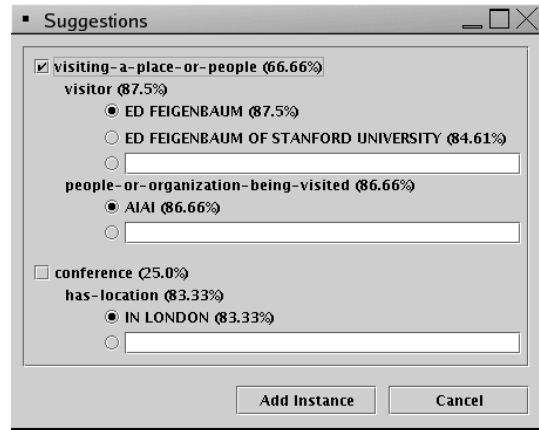 Suggestions
visiting-a-place-or-people (66.66%)
visitor (87.5%)
ED FEIGENBAUM (87.5%)
ED FEIGENBAUM OF STANFORD UNIVERSITY (84.61%)
people-or-organization-being-visited (86.66%)
AIAI (86.66%)
conference (25.0%)
has-location (83.33%)
IN LONDON (83.33%)
Add Instance Cancel